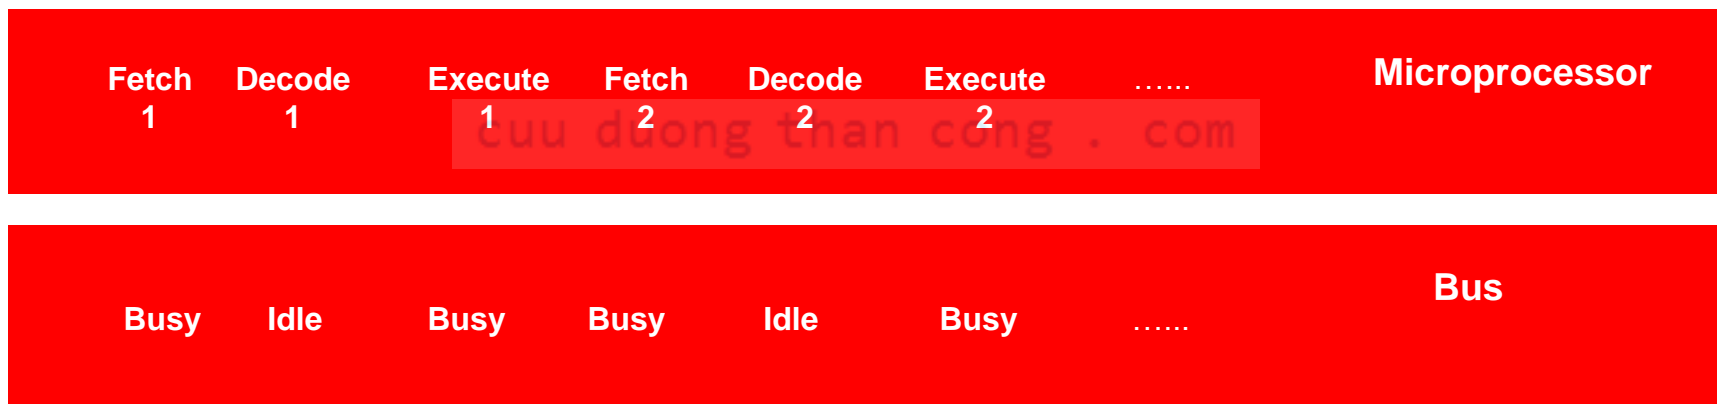 Fetch Decode Execute Fetch Decode Execute …... Microprocessor
1 1 1 2 2 2
cuu duong than cong . com
Bus
Busy Idle Busy Busy Idle Busy …...